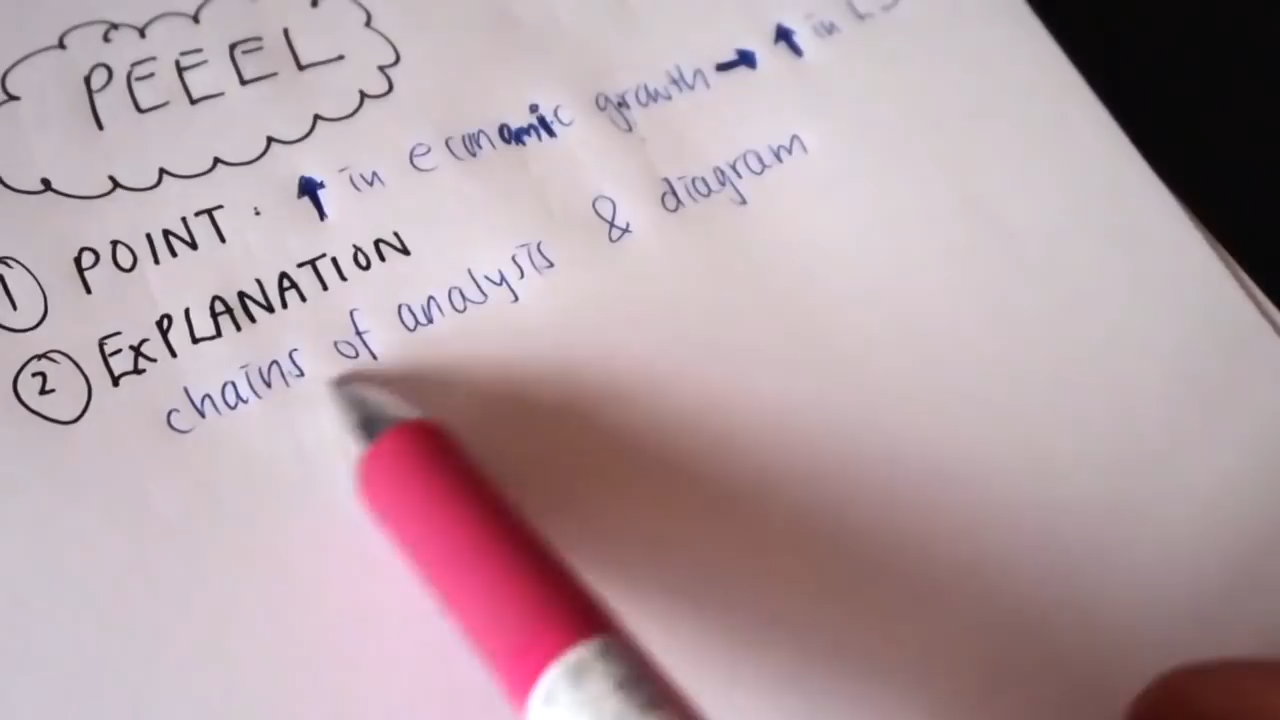 PEEEL
① POINT: ↑ in economic growth → ↑ in
② EXPLANATION
chains of analysis & diagram